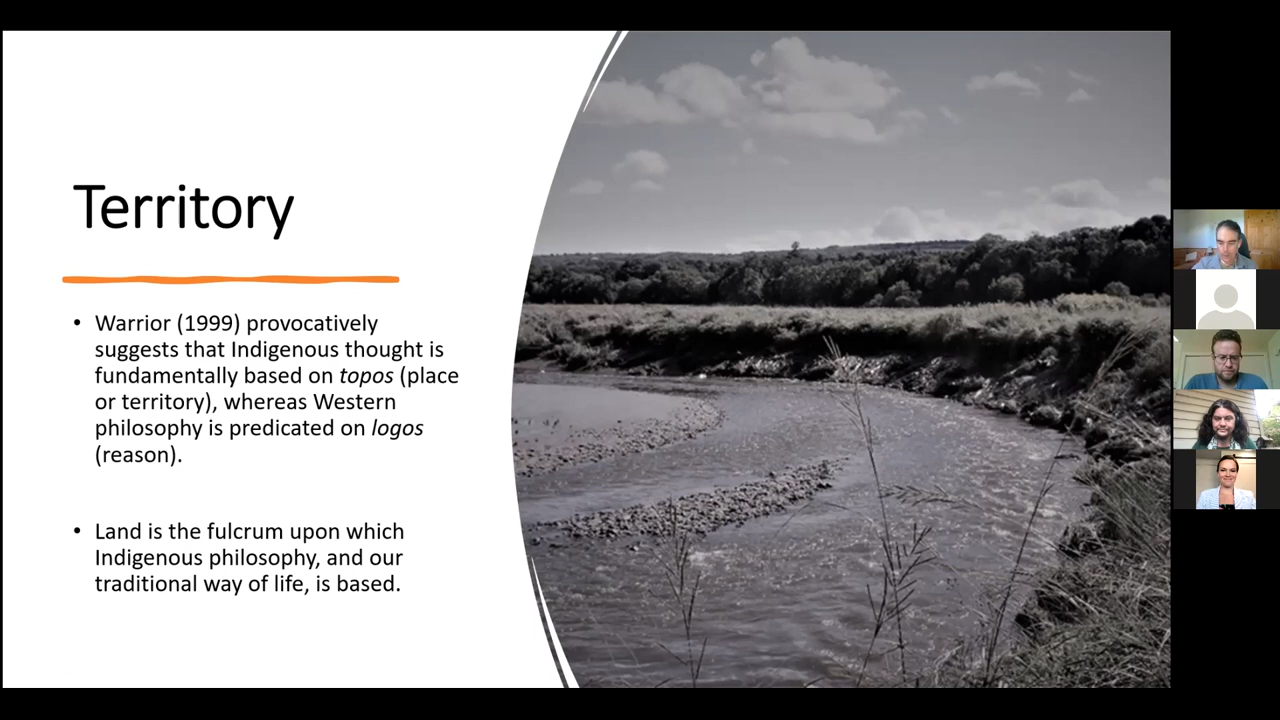 Territory
• Warrior (1999) provocatively
suggests that Indigenous thought is
fundamentally based on topos (place
or territory), whereas Western
philosophy is predicated on logos
(reason).
• Land is the fulcrum upon which
Indigenous philosophy, and our
traditional way of life, is based.